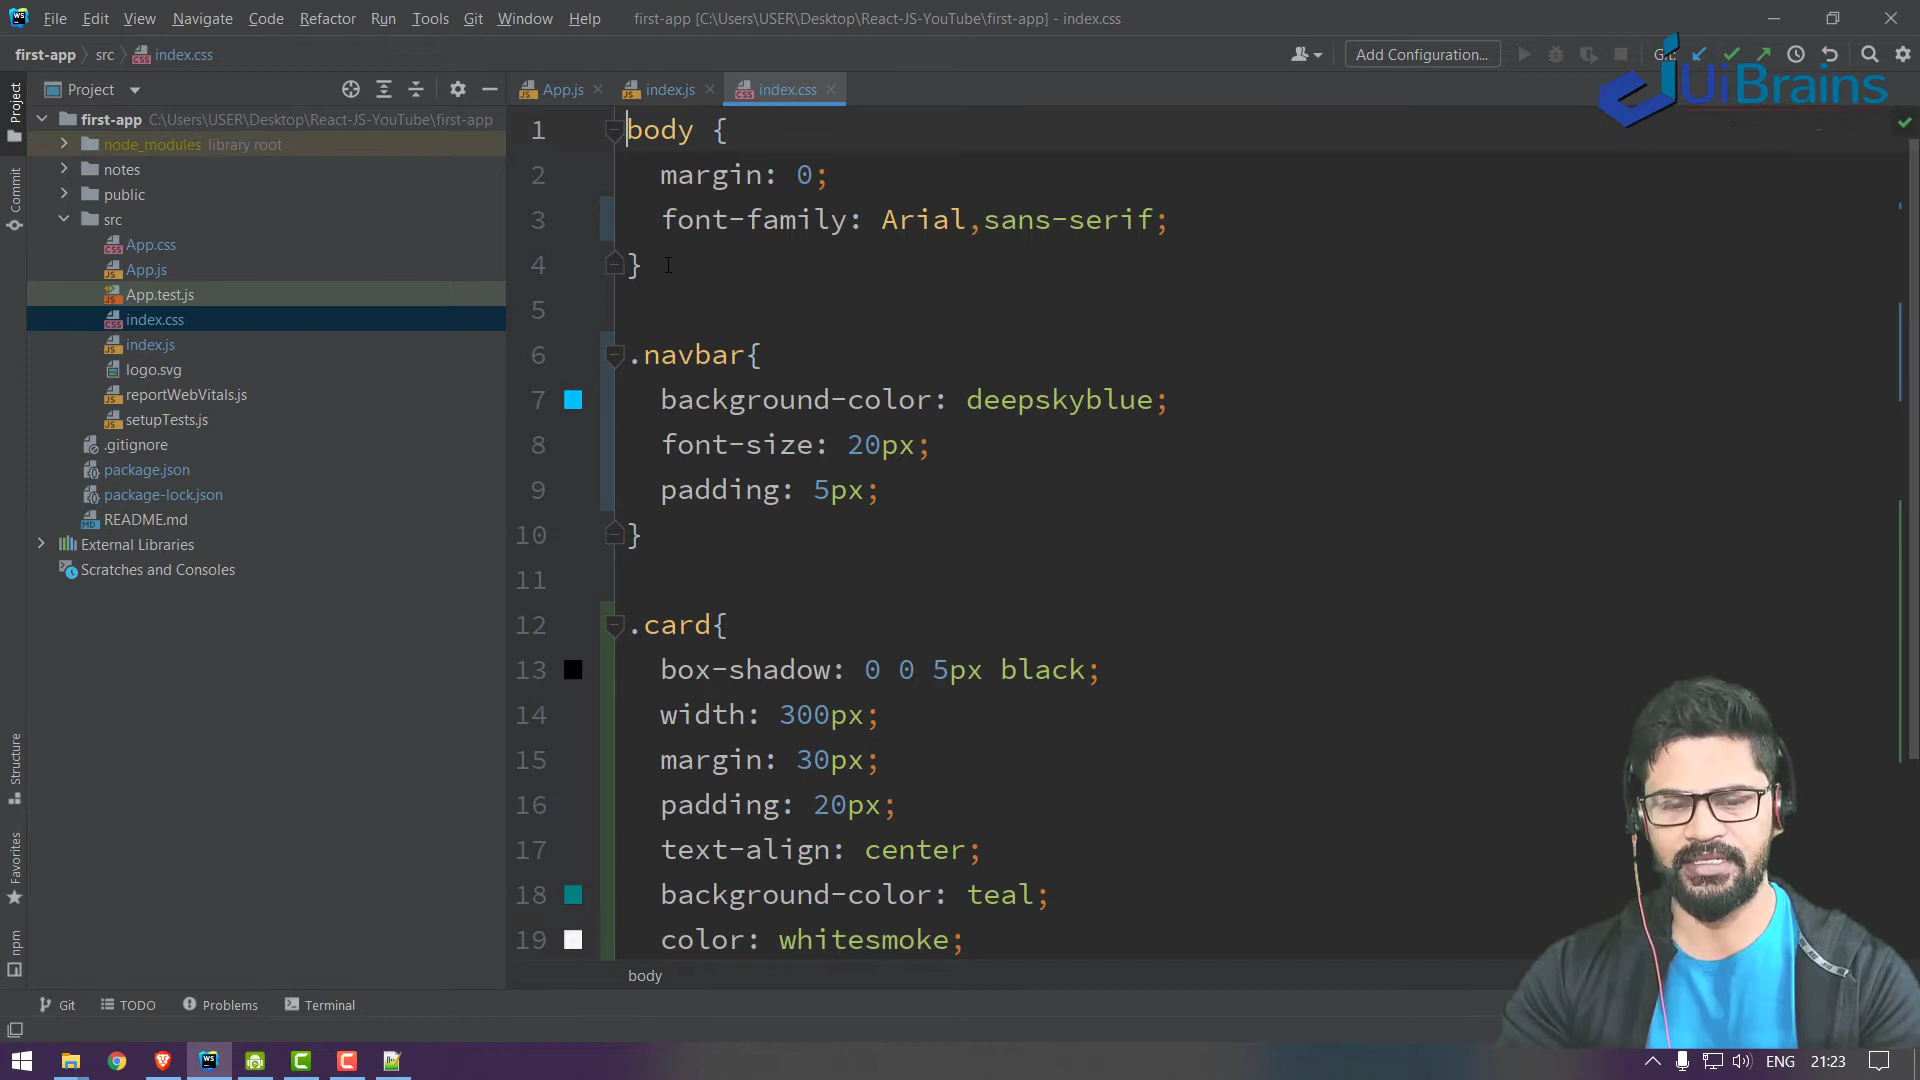 File Edit View Navigate Code Refactor Run Tools Git Window Help first-app [C:\Users\USER\Desktop\React-JS-YouTube\first-app] - index.css
first-app src index.css Add Configuration... Git:
UiBrains
Project App.js index.js index.css
Project
first-app C:\Users\USER\Desktop\React-JS-YouTube\first-app
node_modules library root
notes
public
src
App.css
App.js
App.test.js
index.css
index.js
logo.svg
reportWebVitals.js
setupTests.js
.gitignore
package.json
package-lock.json
README.md
External Libraries
Scratches and Consoles
Commit
Structure
Favorites
npm
1 body {
2 margin: 0;
3 font-family: Arial,sans-serif;
4 }
5
6 .navbar{
7 background-color: deepskyblue;
8 font-size: 20px;
9 padding: 5px;
10 }
11
12 .card{
13 box-shadow: 0 0 5px black;
14 width: 300px;
15 margin: 30px;
16 padding: 20px;
17 text-align: center;
18 background-color: teal;
19 color: whitesmoke;
body
Git TODO Problems Terminal
ENG 21:23